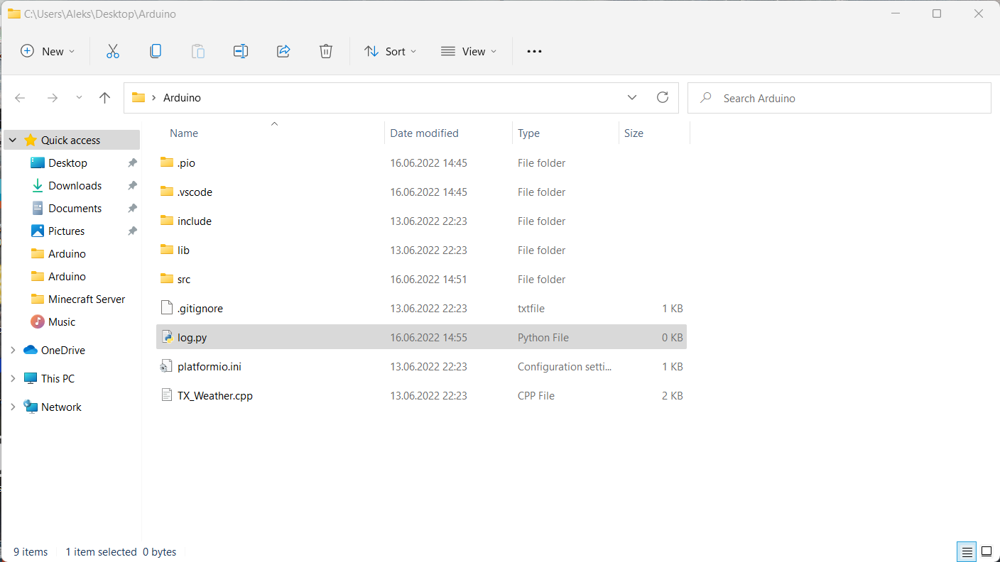 C:\Users\Aleks\Desktop\Arduino
New Sort View
Arduino Search Arduino
Name Date modified Type Size
Quick access
Desktop
Downloads
Documents
Pictures
Arduino
Arduino
Minecraft Server
Music
OneDrive
This PC
Network
.pio 16.06.2022 14:45 File folder
.vscode 16.06.2022 14:45 File folder
include 13.06.2022 22:23 File folder
lib 13.06.2022 22:23 File folder
src 16.06.2022 14:51 File folder
.gitignore 13.06.2022 22:23 txtfile 1 KB
log.py 16.06.2022 14:55 Python File 0 KB
platformio.ini 13.06.2022 22:23 Configuration setti... 1 KB
TX_Weather.cpp 13.06.2022 22:23 CPP File 2 KB
9 items 1 item selected 0 bytes